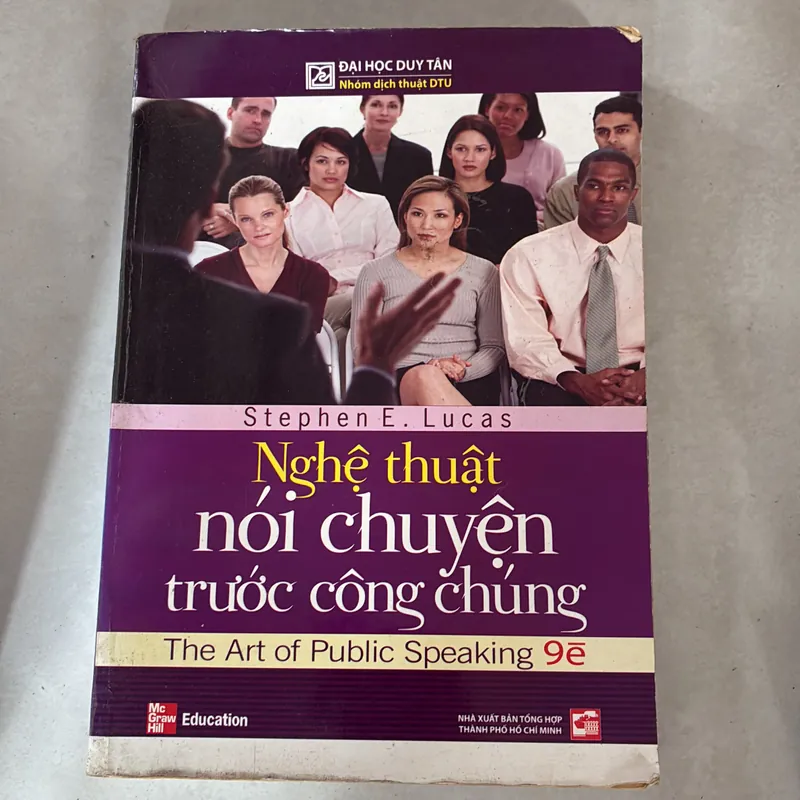 ĐẠI HỌC DUY TÂN
Nhóm dịch thuật DTU
Stephen E. Lucas
Nghệ thuật
nói chuyện
trước công chúng
The Art of Public Speaking 9ē
Mc
Graw
Hill
Education
NHÀ XUẤT BẢN TỔNG HỢP
THÀNH PHỐ HỒ CHÍ MINH